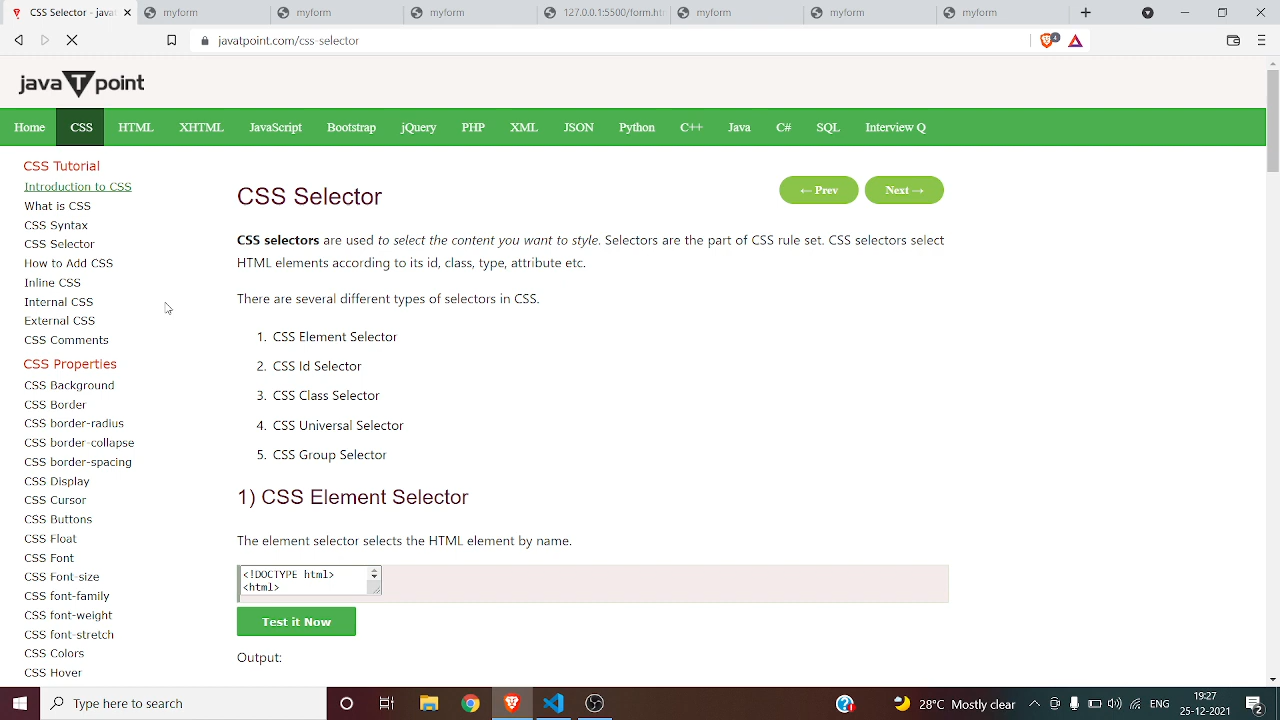 CSS Selector - javatpoi
myform
myform
myform
127.0.0.1:5500/form.ht
myform
myform
myform
javatpoint.com/css-selector
4
java T point
Home CSS HTML XHTML JavaScript Bootstrap jQuery PHP XML JSON Python C++ Java C# SQL Interview Q
CSS Tutorial
Introduction to CSS
What is CSS
CSS Syntax
CSS Selector
How to Add CSS
Inline CSS
Internal CSS
External CSS
CSS Comments
CSS Properties
CSS Background
CSS Border
CSS border-radius
CSS border-collapse
CSS border-spacing
CSS Display
CSS Cursor
CSS Buttons
CSS Float
CSS Font
CSS Font-size
CSS font-family
CSS font-weight
CSS font-stretch
CSS Colors
CSS Hover
CSS Selector
← Prev
Next →
CSS selectors are used to select the content you want to style. Selectors are the part of CSS rule set. CSS selectors select
HTML elements according to its id, class, type, attribute etc.
There are several different types of selectors in CSS.
1. CSS Element Selector
2. CSS Id Selector
3. CSS Class Selector
4. CSS Universal Selector
5. CSS Group Selector
1) CSS Element Selector
The element selector selects the HTML element by name.
<!DOCTYPE html>
<html>
Test it Now
Output:
Type here to search
28°C Mostly clear
ENG
19:27
25-12-2021
2